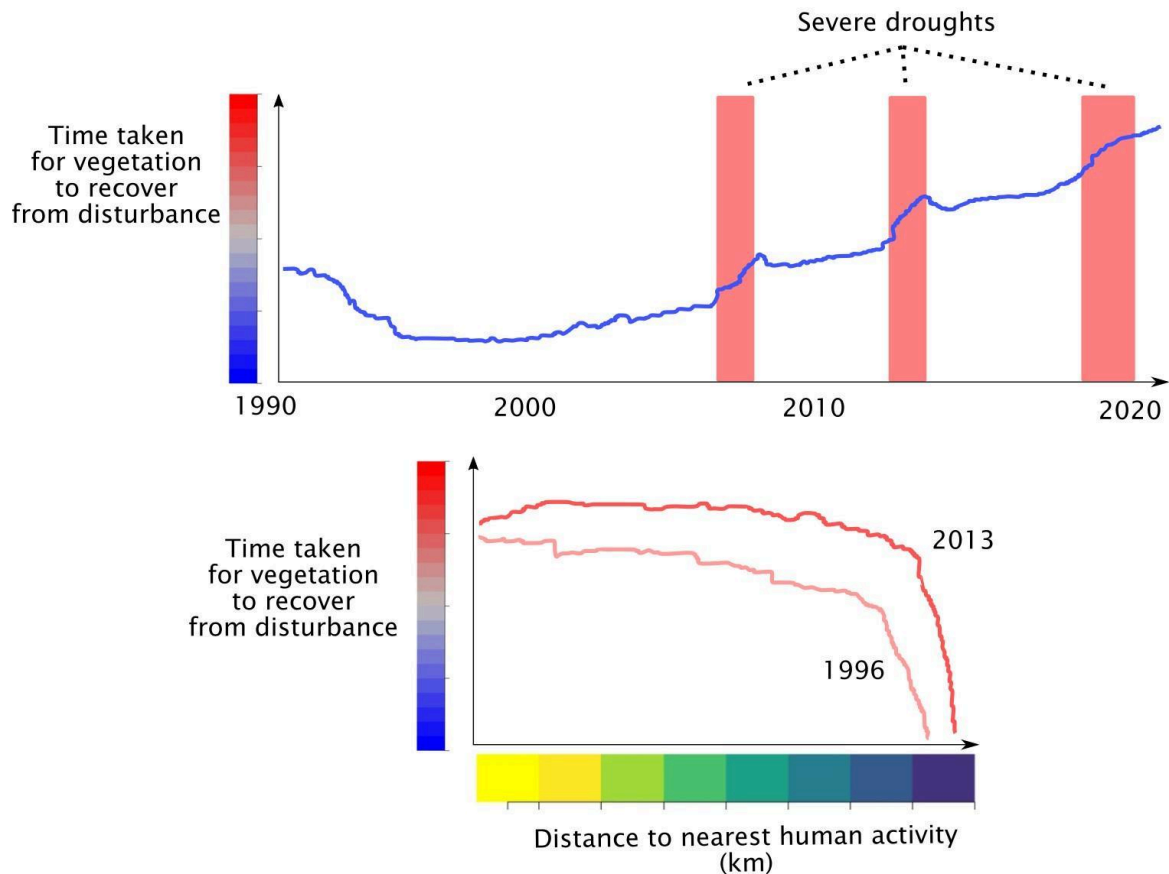 Severe droughts
Time taken
for vegetation
to recover
from disturbance
1990
2000
2010
2020
Time taken
for vegetation
to recover
from disturbance
2013
1996
Distance to nearest human activity
(km)